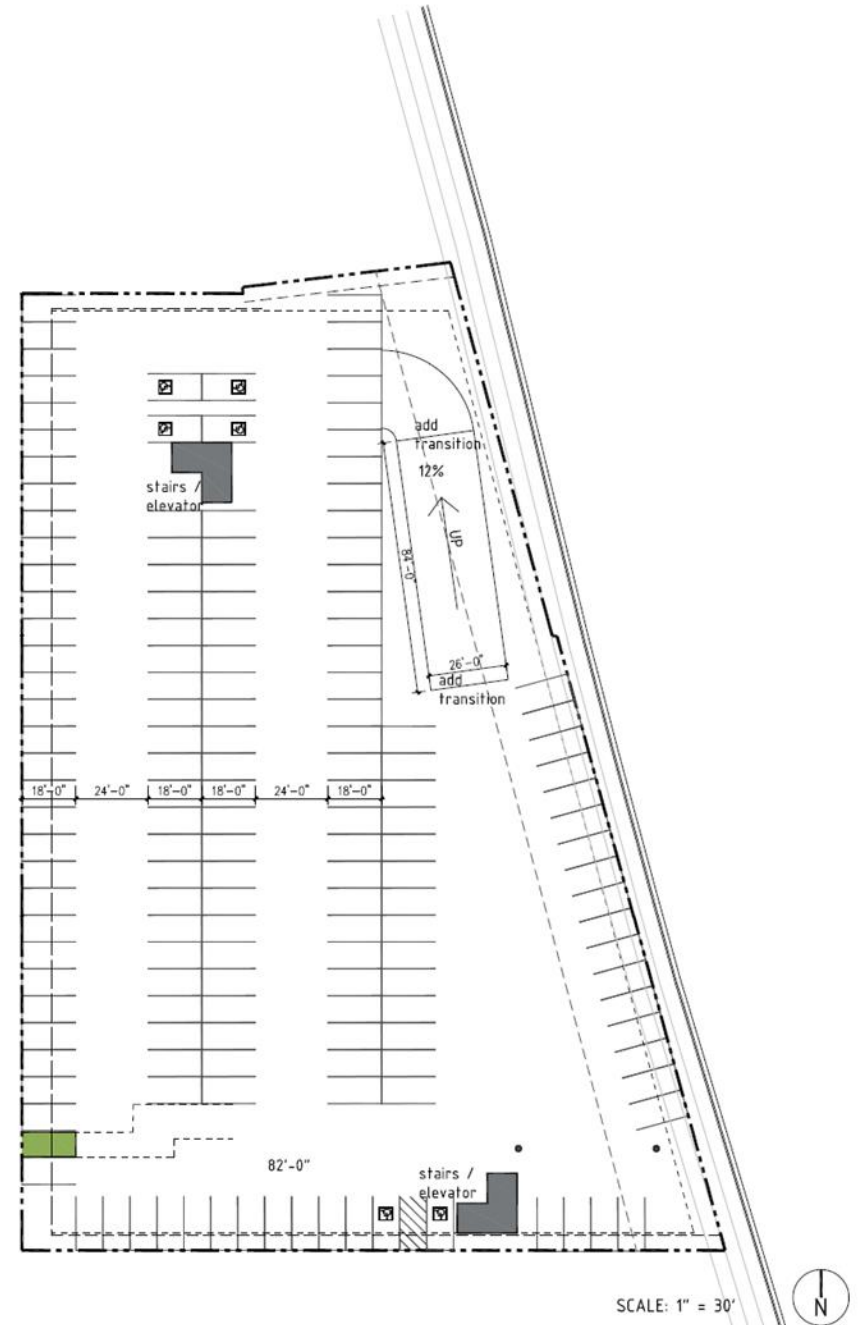 add
transition
12%
stairs /
elevator
UP
84'-0"
26'-0"
add
transition
18'-0"
24'-0"
18'-0"
18'-0"
24'-0"
18'-0"
82'-0"
stairs /
elevator
SCALE: 1" = 30'
N